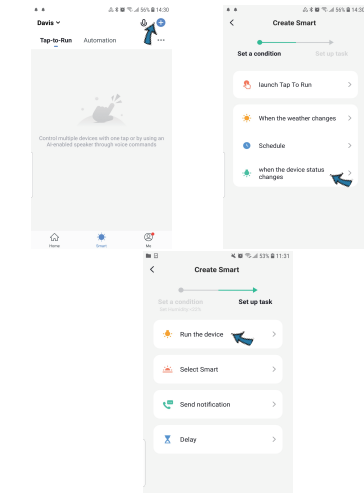 56% 14:30
Davis
Tap-to-Run Automation ...
Control multiple devices with one tap or by using an
AI-enabled speaker through voice commands
Home Smart Me
56% 14:30
Create Smart
Set a condition Set up task
launch Tap To Run
When the weather changes
Schedule
when the device status
changes
53% 11:31
Create Smart
Set a condition Set up task
Run the device
Select Smart
Send notification
Delay